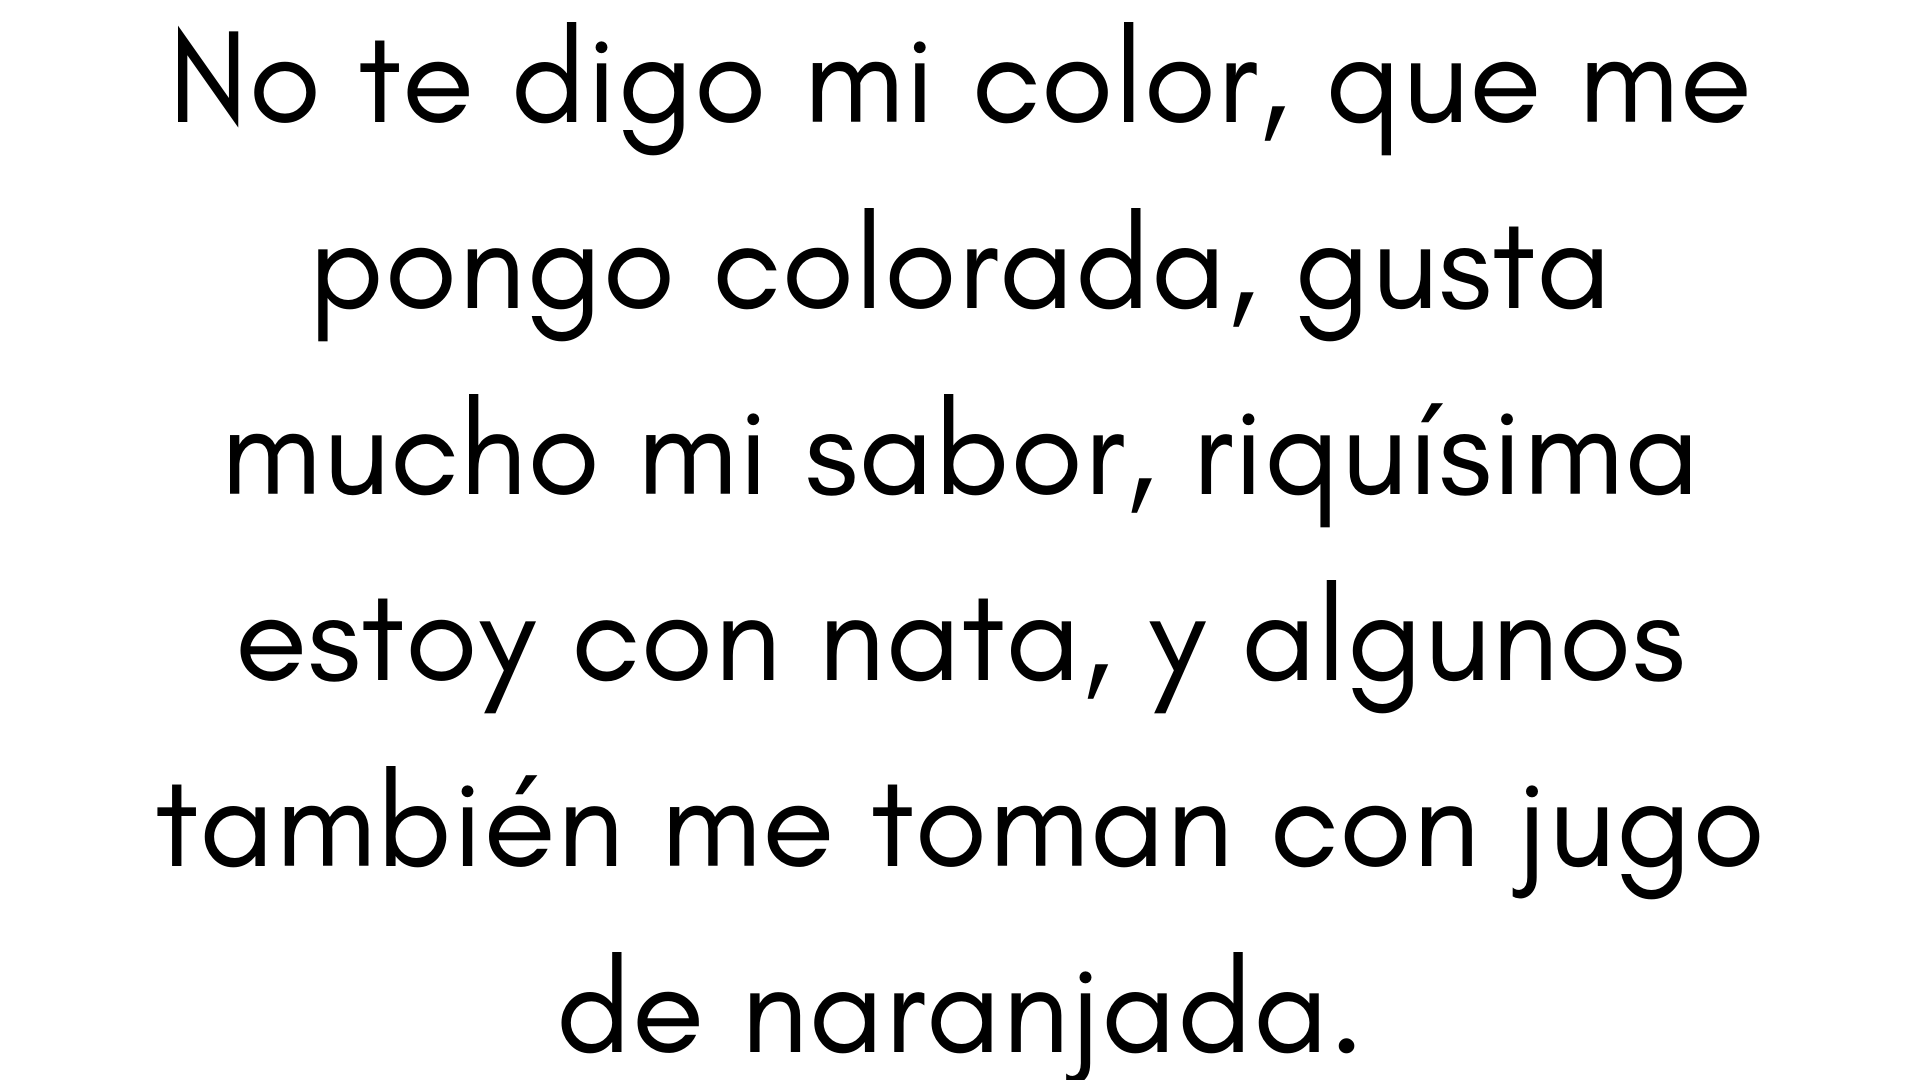 No te digo mi color, que me
pongo colorada, gusta
mucho mi sabor, riquísima
estoy con nata, y algunos
también me toman con jugo
de naranjada.